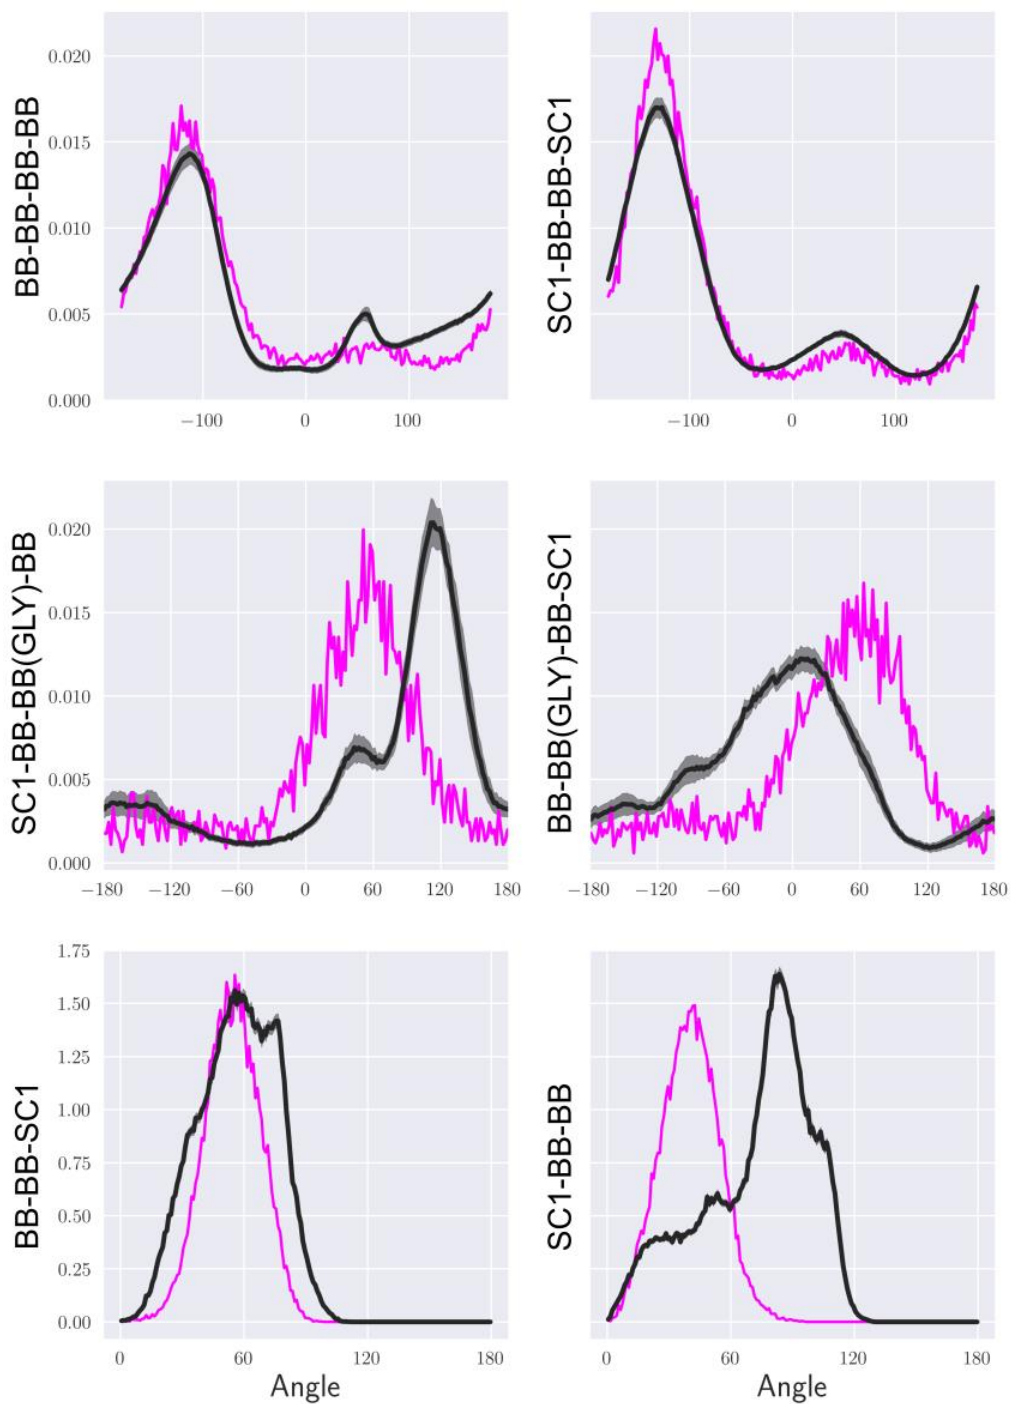 BB-BB-BB-BB
0.020
0.015
0.010
0.005
0.000
−100 0 100
SC1-BB-BB-SC1
−100 0 100
SC1-BB-BB(GLY)-BB
0.020
0.015
0.010
0.005
0.000
−180 −120 −60 0 60 120 180
BB-BB(GLY)-BB-SC1
−180 −120 −60 0 60 120 180
BB-BB-SC1
1.75
1.50
1.25
1.00
0.75
0.50
0.25
0.00
0 60 120 180
Angle
SC1-BB-BB
0 60 120 180
Angle